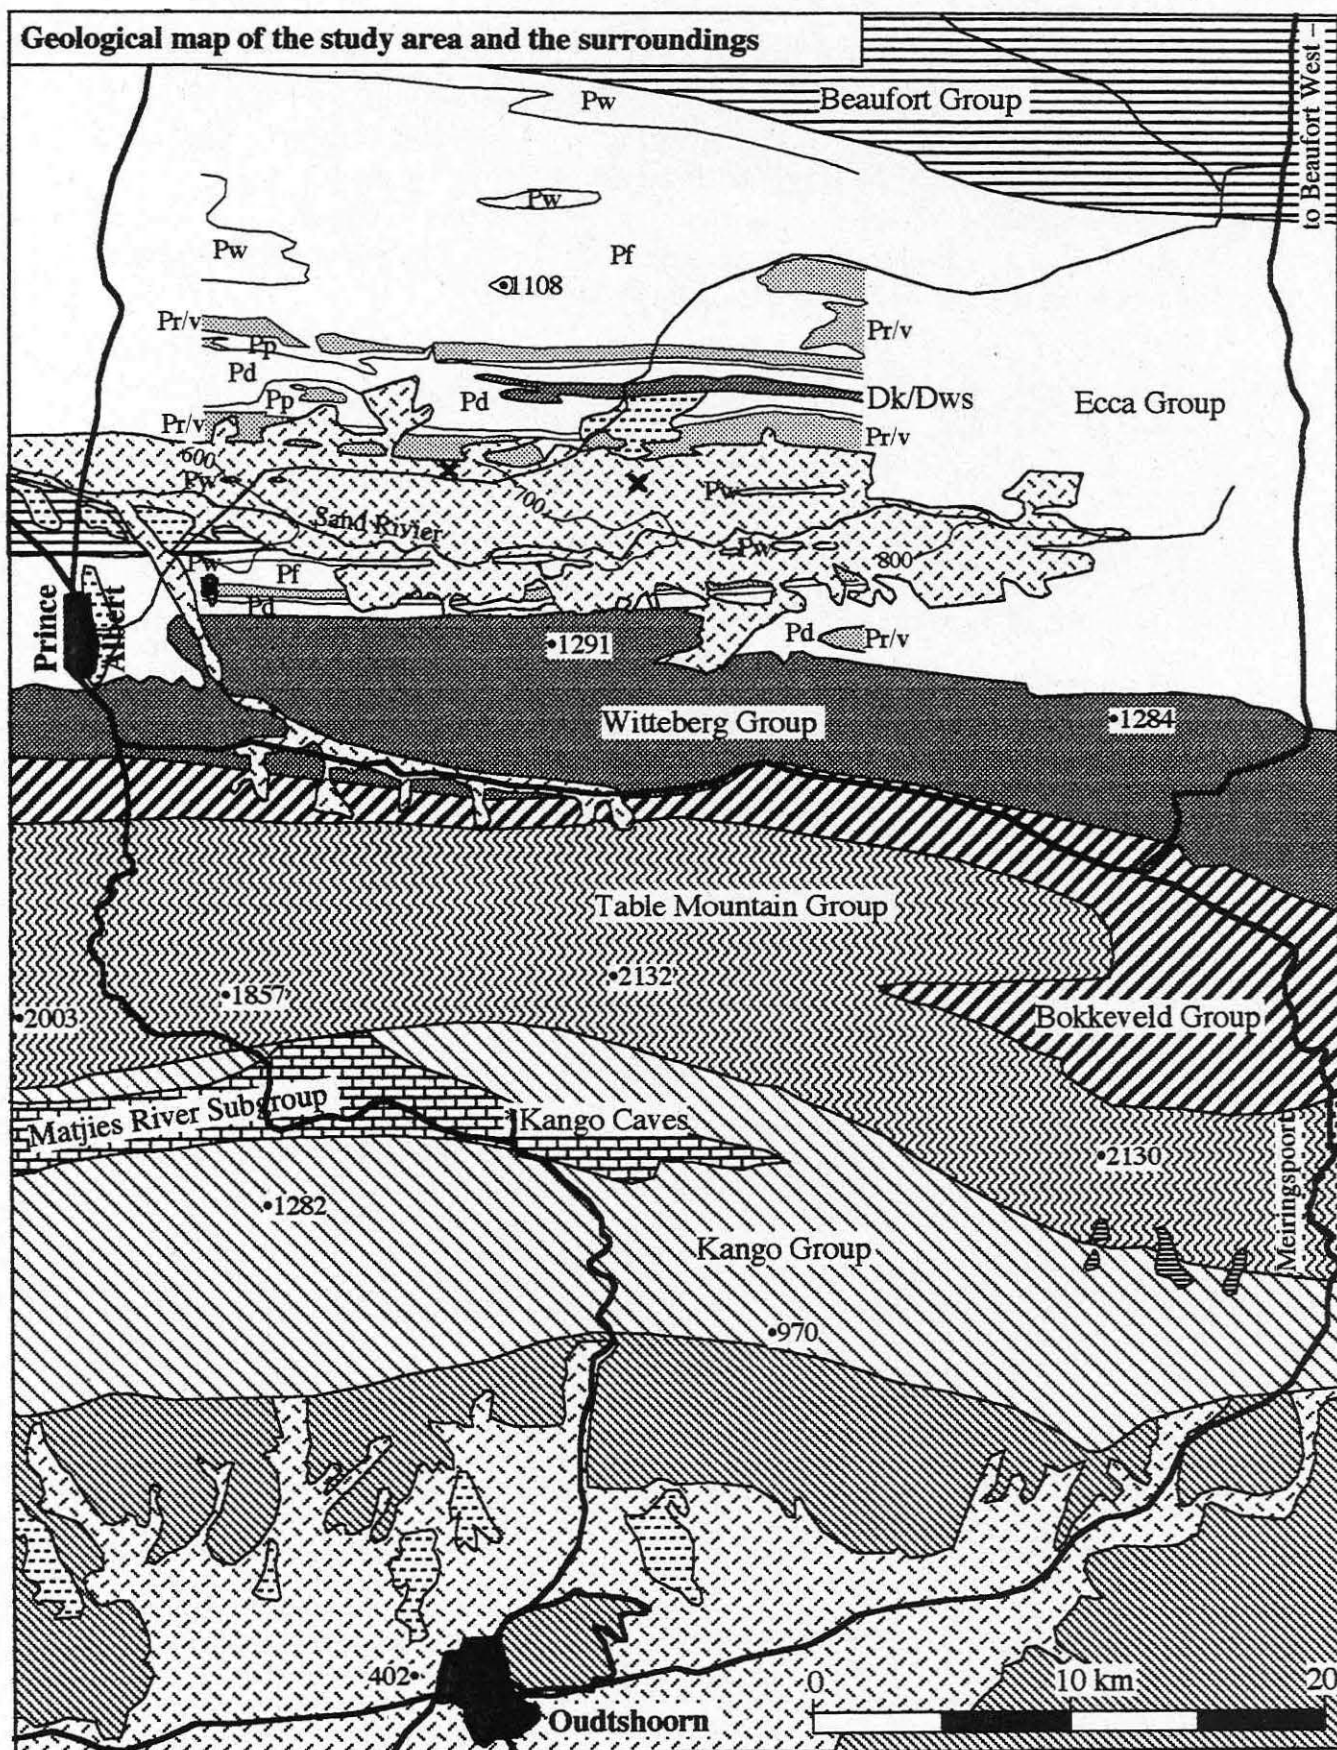 Geological map of the study area and the surroundings
to Beaufort West –
Pw
Beaufort Group
Pw
Pw
Pf
1108
Pr/v
Pr/v
Pp
Pd
Pp
Pd
Dk/Dws
Ecca Group
Pr/v
Pr/v
600
Pw
Pw
700
Sand Rivier
Pw
800
Pw
Pf
Pd
Prince
Albert
1291
Pd
Pr/v
Witteberg Group
1284
Table Mountain Group
2132
1857
2003
Bokkeveld Group
Matjies River Subgroup
Kango Caves
2130
Meiringspoort
1282
Kango Group
970
402
0
10 km
20
Oudtshoorn